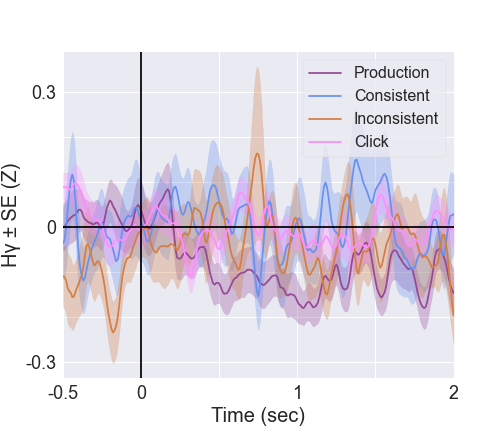 Production
Consistent
Inconsistent
Click
0.3
0
-0.3
Hγ ± SE (Z)
-0.5
0
1
2
Time (sec)